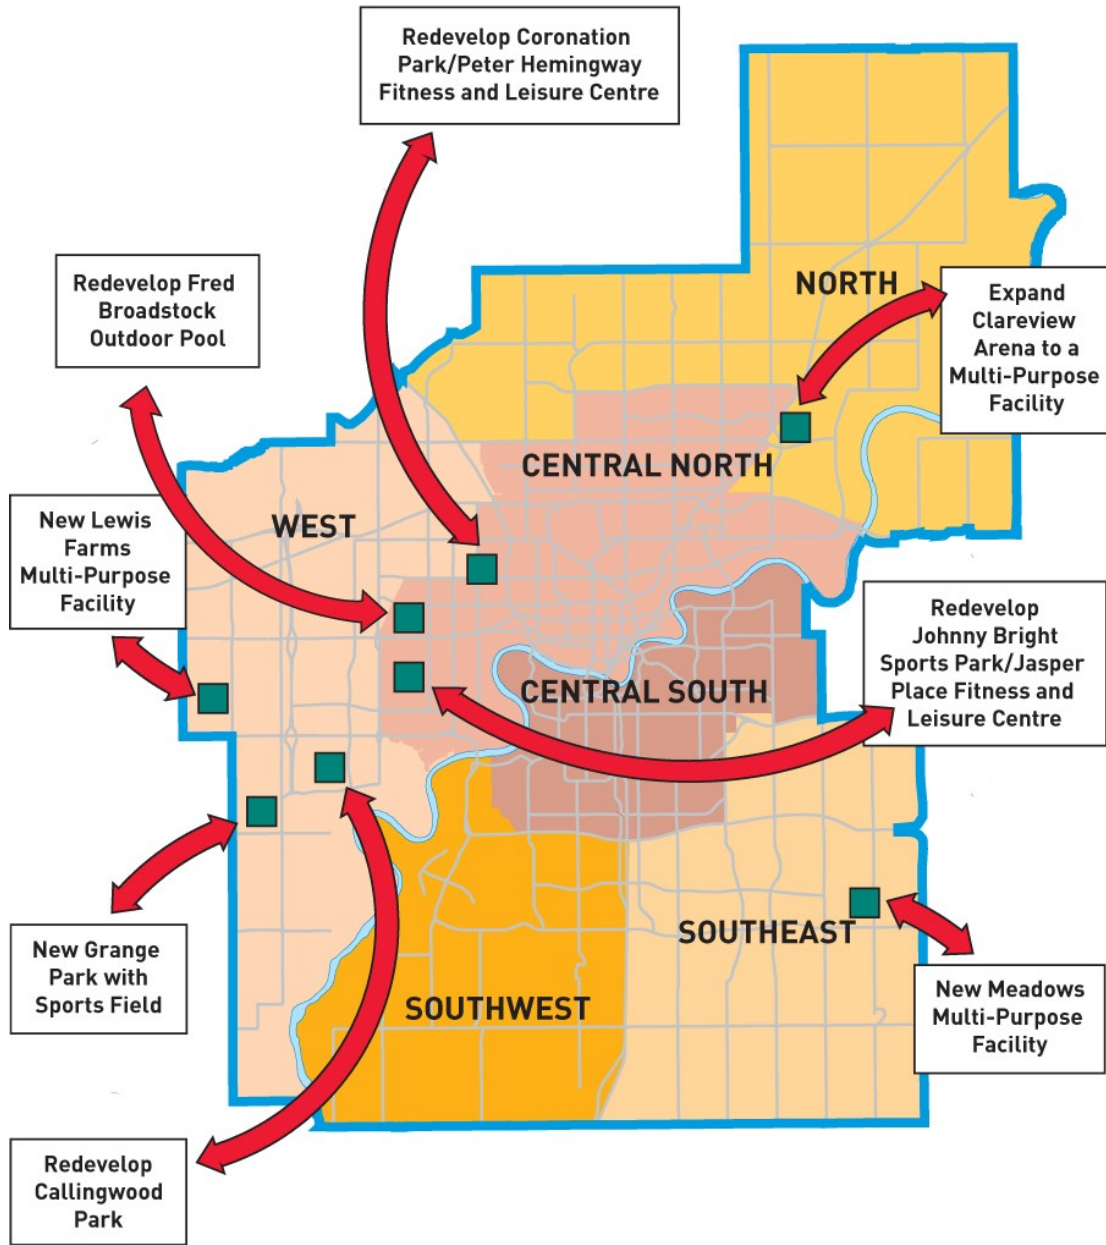 Redevelop Coronation
Park/Peter Hemingway
Fitness and Leisure Centre
Redevelop Fred
Broadstock
Outdoor Pool
NORTH
Expand
Clareview
Arena to a
Multi-Purpose
Facility
CENTRAL NORTH
New Lewis
Farms
Multi-Purpose
Facility
WEST
Redevelop
Johnny Bright
Sports Park/Jasper
Place Fitness and
Leisure Centre
CENTRAL SOUTH
New Grange
Park with
Sports Field
SOUTHEAST
SOUTHWEST
New Meadows
Multi-Purpose
Facility
Redevelop
Callingwood
Park